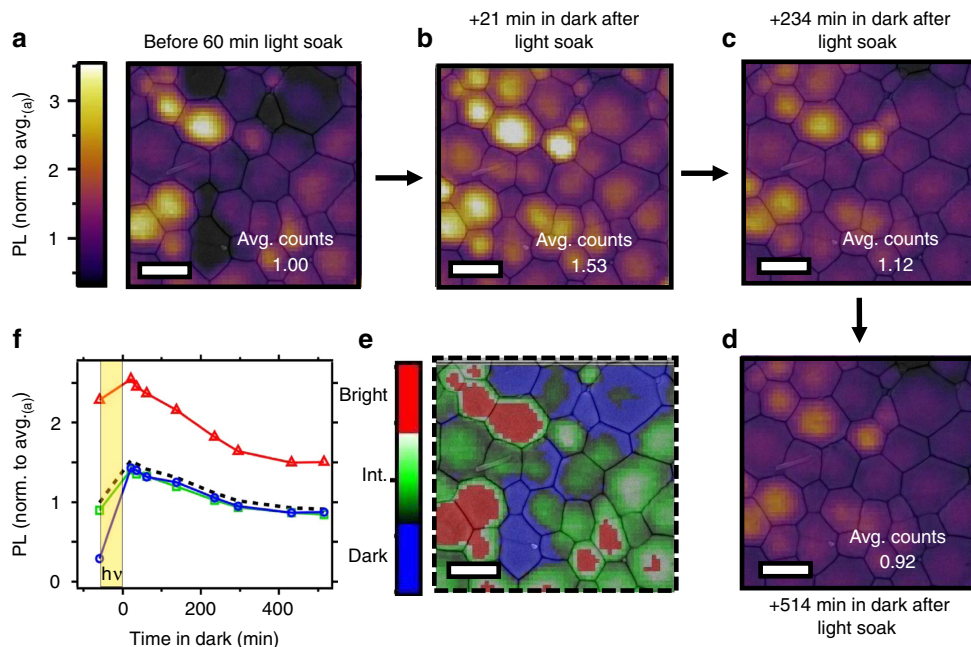 a
Before 60 min light soak
b
+21 min in dark after
light soak
c
+234 min in dark after
light soak
PL (norm. to avg.(a))
3
2
1
Avg. counts
1.00
Avg. counts
1.53
Avg. counts
1.12
f
PL (norm. to avg.(a))
2
1
0
hν
0
200
400
Time in dark (min)
e
Bright
Int.
Dark
d
Avg. counts
0.92
+514 min in dark after
light soak